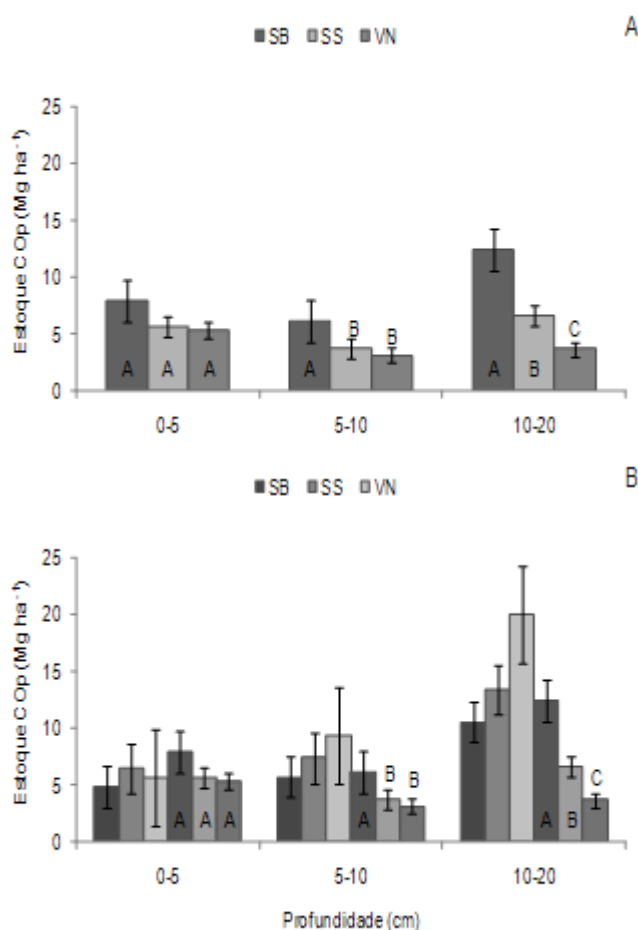 A
SB SS VN
Estoque C Op (Mg ha⁻¹)
25
20
15
10
5
0
A A A
A B B
A B C
0-5 5-10 10-20
B
SB SS VN
Estoque C Op (Mg ha⁻¹)
25
20
15
10
5
0
A A A
A B B
A B C
0-5 5-10 10-20
Profundidade (cm)